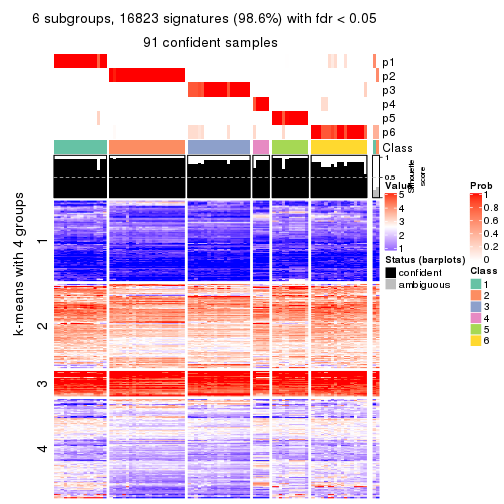 6 subgroups, 16823 signatures (98.6%) with fdr < 0.05
91 confident samples
p1
p2
p3
p4
p5
p6
Class
1
0.5
0
Silhouette
score
k-means with 4 groups
1
2
3
4
Value
5
4
3
2
1
Status (barplots)
confident
ambiguous
Prob
1
0.8
0.6
0.4
0.2
0
Class
1
2
3
4
5
6